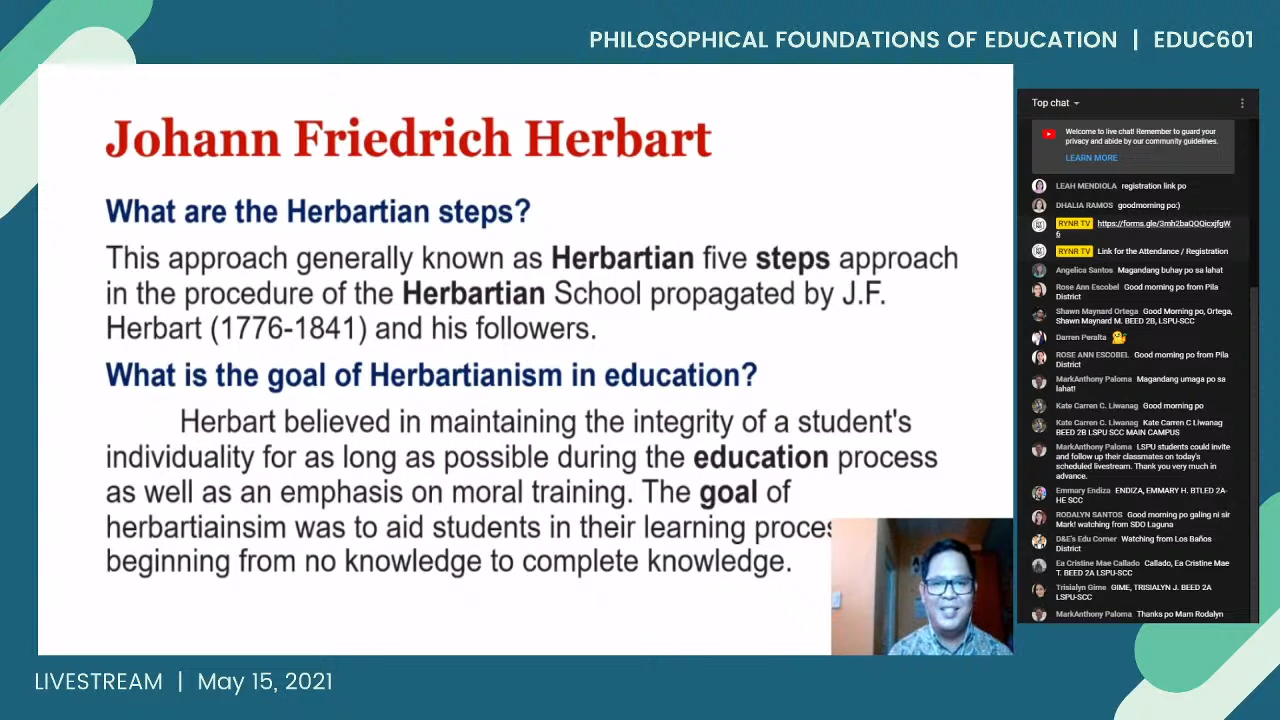 PHILOSOPHICAL FOUNDATIONS OF EDUCATION | EDUC601
Johann Friedrich Herbart
What are the Herbartian steps?
This approach generally known as Herbartian five steps approach
in the procedure of the Herbartian School propagated by J.F.
Herbart (1776-1841) and his followers.
What is the goal of Herbartianism in education?
Herbart believed in maintaining the integrity of a student's
individuality for as long as possible during the education process
as well as an emphasis on moral training. The goal of
herbartiainsim was to aid students in their learning proces
beginning from no knowledge to complete knowledge.
Top chat
Welcome to live chat! Remember to guard your
privacy and abide by our community guidelines.
LEARN MORE
LEAH MENDIOLA registration link po
DHALIA RAMOS goodmorning po:)
RYNR TV https://forms.gle/3mh2baQQQicxjfgW
6
RYNR TV Link for the Attendance / Registration
Angelica Santos Magandang buhay po sa lahat
Rose Ann Escobel Good morning po from Pila
District
Shawn Maynard Ortega Good Morning po, Ortega,
Shawn Maynard M. BEED 2B, LSPU-SCC
Darren Peralta
ROSE ANN ESCOBEL Good morning po from Pila
District
MarkAnthony Paloma Magandang umaga po sa
lahat!
Kate Carren C. Liwanag Good morning po
Kate Carren C. Liwanag Kate Carren C Liwanag
BEED 2B LSPU SCC MAIN CAMPUS
MarkAnthony Paloma LSPU students could invite
and follow up their classmates on today's
scheduled livestream. Thank you very much in
advance.
Emmary Endiza ENDIZA, EMMARY H. BTLED 2A-
HE SCC
RODALYN SANTOS Good morning po galing ni sir
Mark! watching from SDO Laguna
D&E's Edu Corner Watching from Los Baños
District
Ea Cristine Mae Callado Callado, Ea Cristine Mae
T. BEED 2A LSPU-SCC
Trisialyn Gime GIME, TRISIALYN J. BEED 2A
LSPU-SCC
MarkAnthony Paloma Thanks po Mam Rodalyn
LIVESTREAM | May 15, 2021